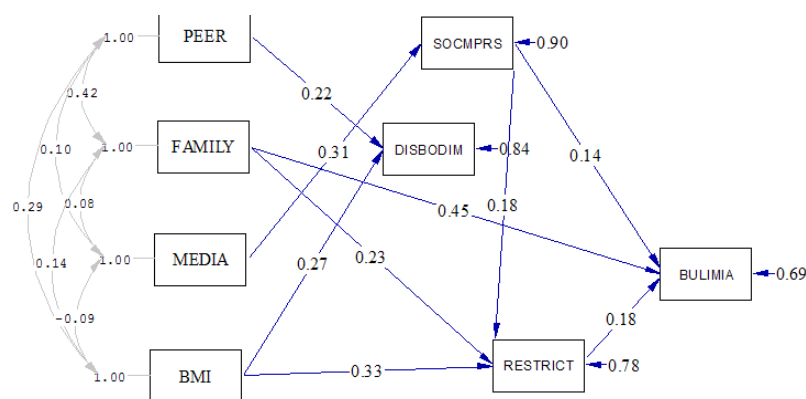 1.00
PEER
SOCMPRS
0.90
0.42
0.22
1.00
FAMILY
DISBODIM
0.84
0.10
0.31
0.14
0.29
0.08
0.45
0.18
1.00
MEDIA
0.14
0.27
0.23
BULIMIA
0.69
-0.09
0.18
1.00
BMI
0.33
RESTRICT
0.78